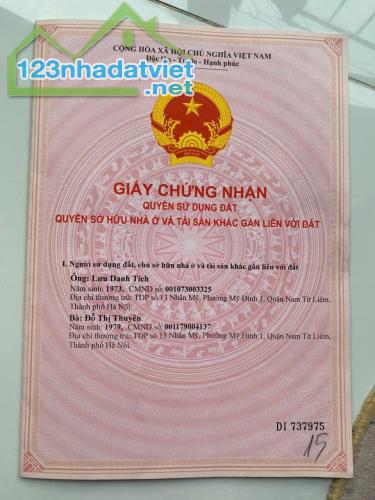 CỘNG HÒA XÃ HỘI CHỦ NGHĨA VIỆT NAM
Độc lập - Tự do - Hạnh phúc
123nhadatviet
.net
GIẤY CHỨNG NHẬN
QUYỀN SỬ DỤNG ĐẤT
QUYỀN SỞ HỮU NHÀ Ở VÀ TÀI SẢN KHÁC GẮN LIỀN VỚI ĐẤT
I. Người sử dụng đất, chủ sở hữu nhà ở và tài sản khác gắn liền với đất
Ông: Lưu Danh Tích
Năm sinh: 1973, CMND số: 001073003325
Địa chỉ thường trú: TDP số 13 Nhân Mỹ, Phường Mỹ Đình 1, Quận Nam Từ Liêm,
Thành phố Hà Nội.
Bà: Đỗ Thị Thuyên
Năm sinh: 1979, CMND số: 001179004137
Địa chỉ thường trú: TDP số 13 Nhân Mỹ, Phường Mỹ Đình 1, Quận Nam Từ Liêm,
Thành phố Hà Nội.
DI 737975
15